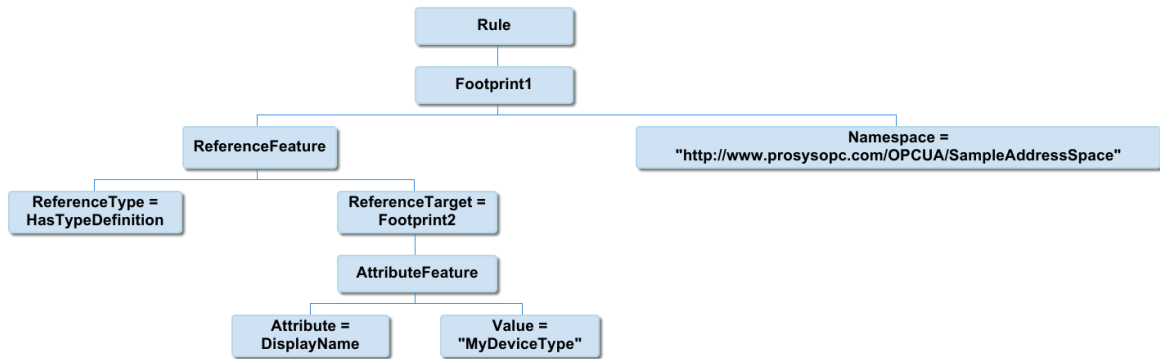 Rule
Footprint1
ReferenceFeature
Namespace =
"http://www.prosysopc.com/OPCUA/SampleAddressSpace"
ReferenceType =
HasTypeDefinition
ReferenceTarget =
Footprint2
AttributeFeature
Attribute =
DisplayName
Value =
"MyDeviceType"